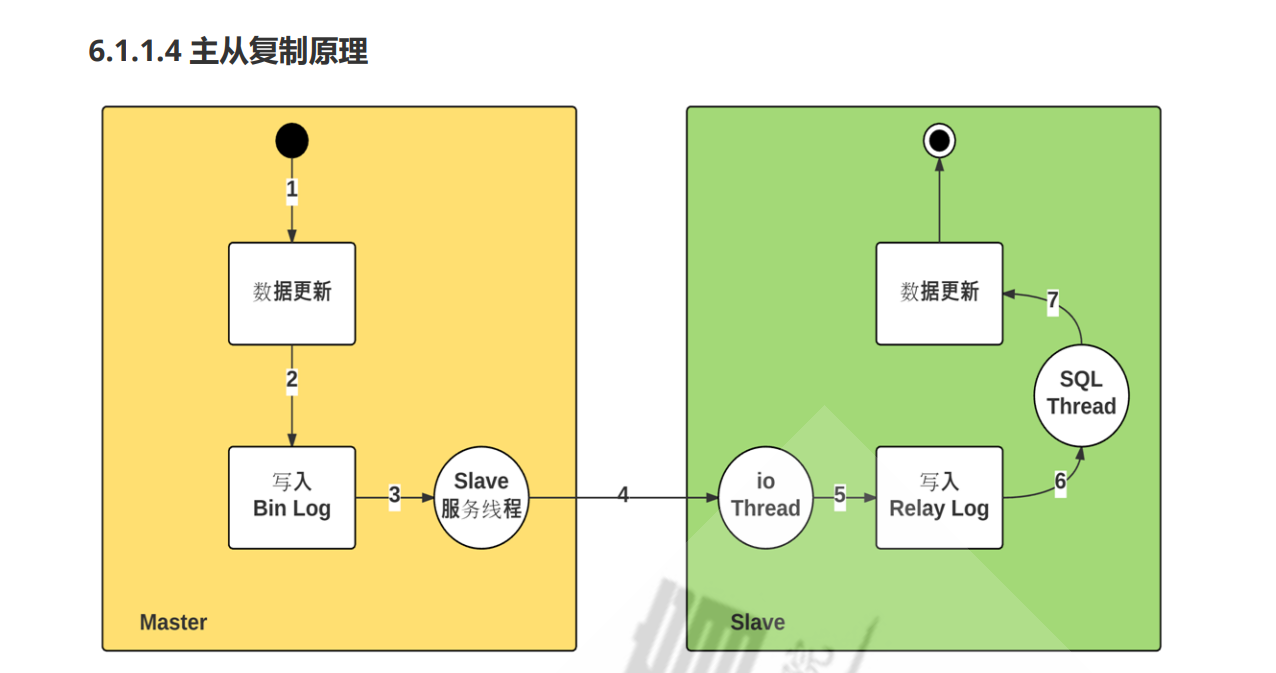 6.1.1.4 主从复制原理
1
数据更新
2
写入
Bin Log
3
Slave
服务线程
Master
4
io
Thread
5
写入
Relay Log
6
SQL
Thread
7
数据更新
Slave
院